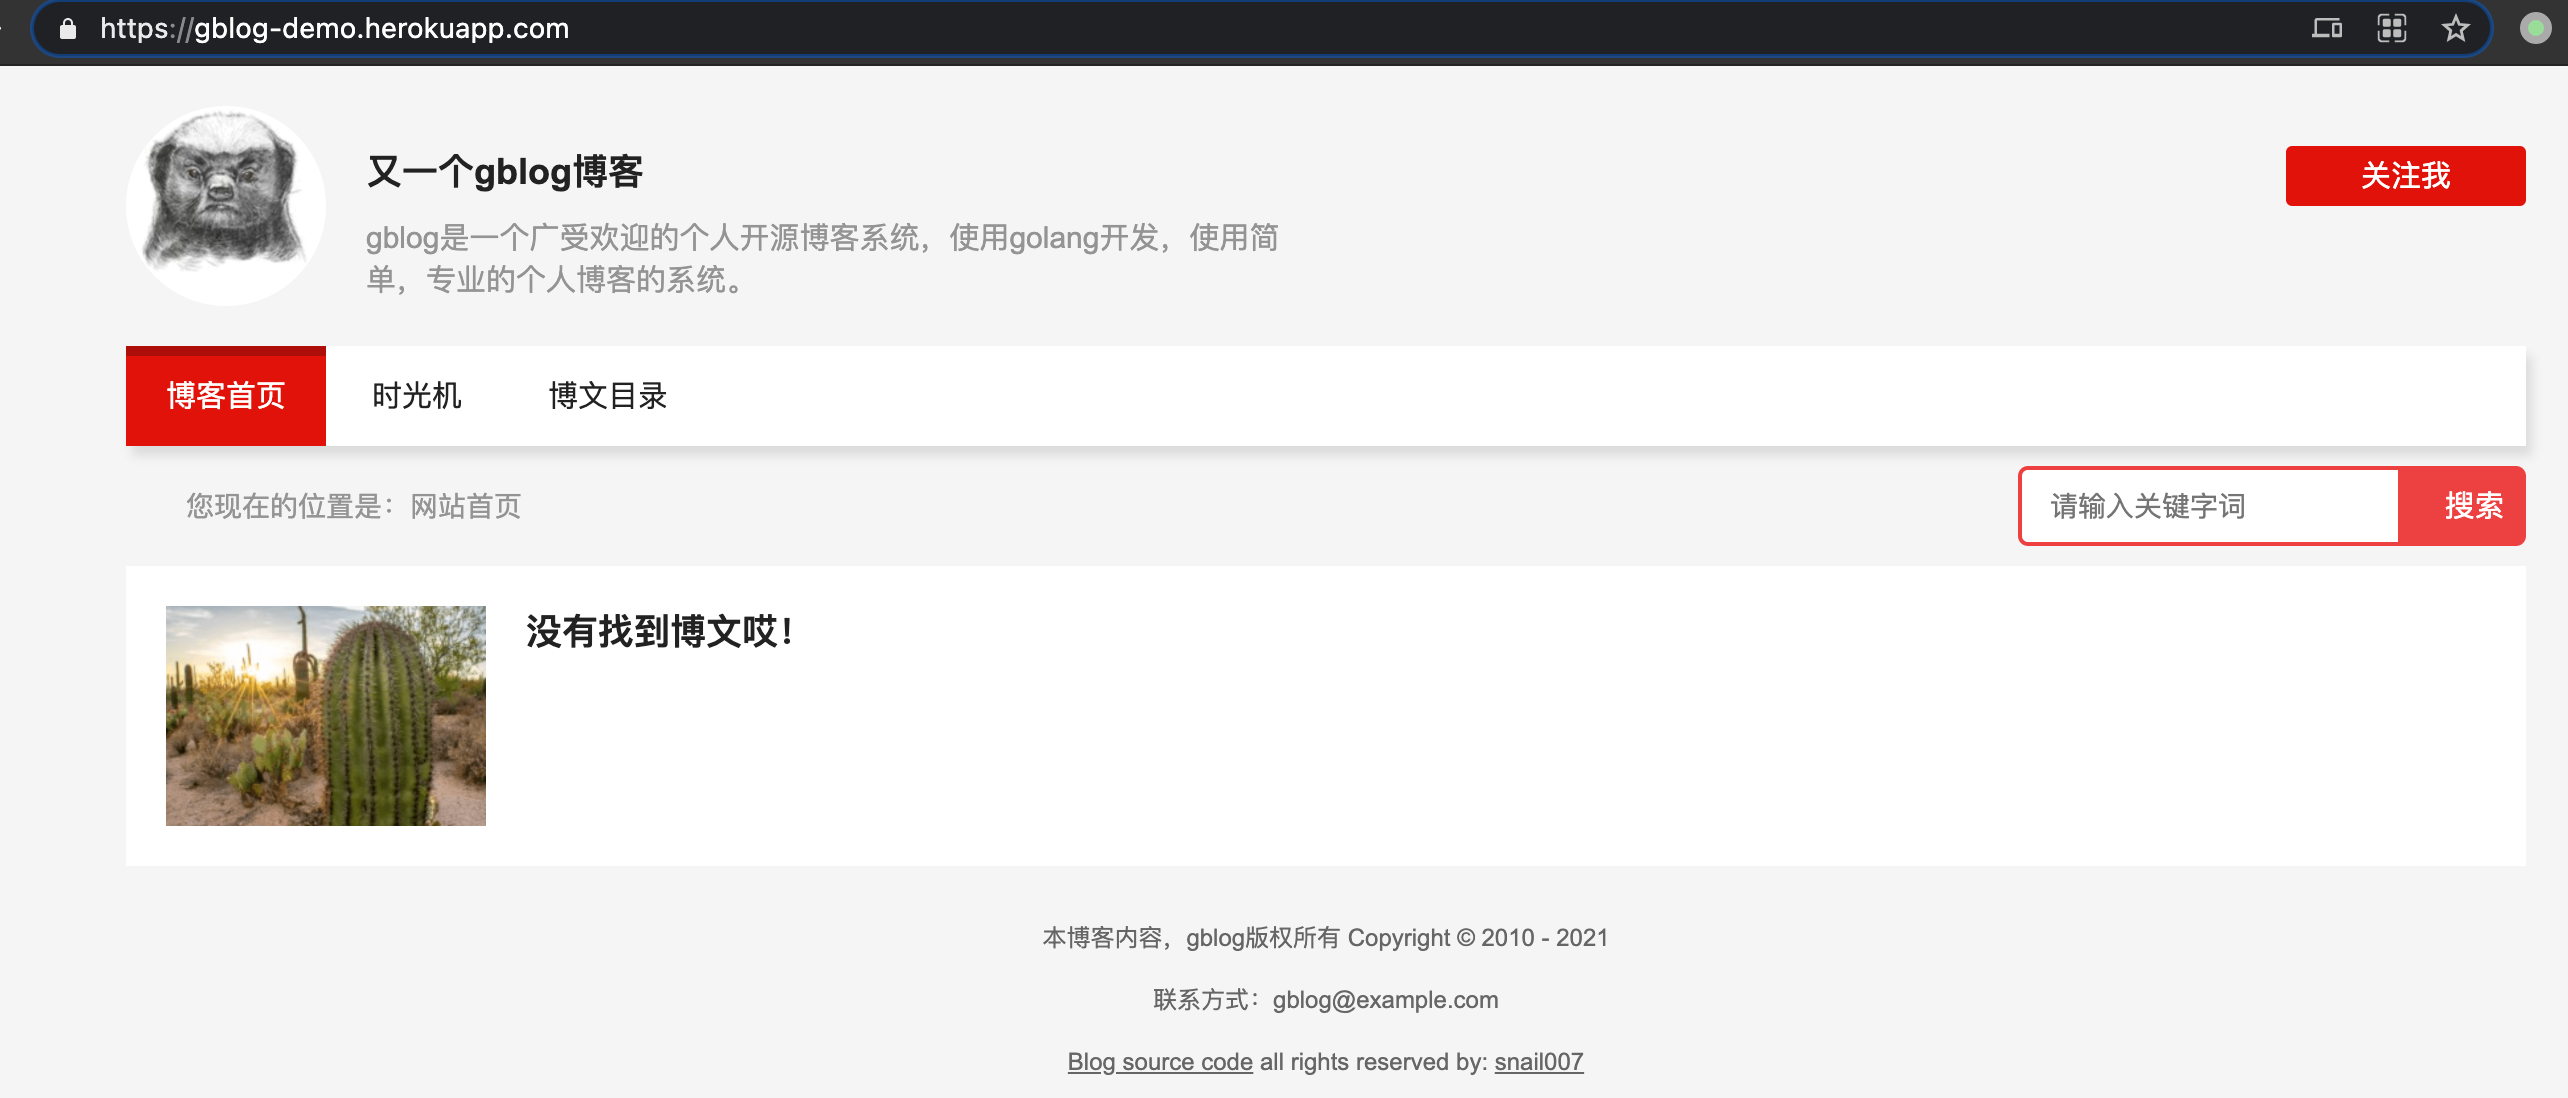 https://gblog-demo.herokuapp.com
又一个gblog博客
关注我
gblog是一个广受欢迎的个人开源博客系统，使用golang开发，使用简
单，专业的个人博客的系统。
博客首页 时光机 博文目录
您现在的位置是：网站首页
请输入关键字词 搜索
没有找到博文哎！
本博客内容，gblog版权所有 Copyright © 2010 - 2021
联系方式：gblog@example.com
Blog source code all rights reserved by: snail007